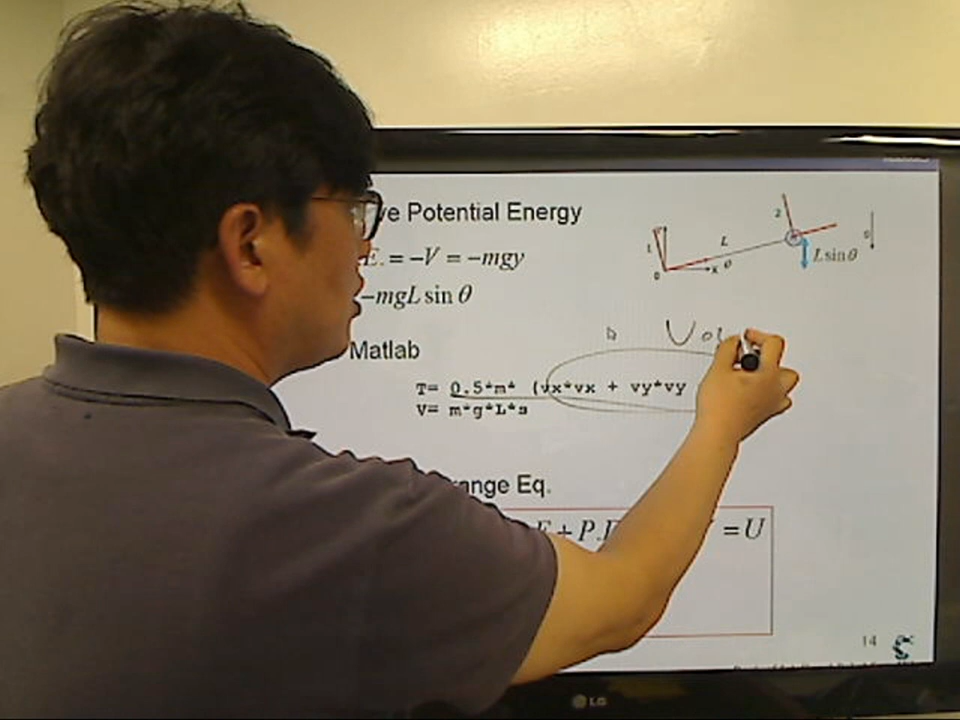 ve Potential Energy
E. = -V = -mgy
-mgL sin θ
2
1
L
g
0
x
θ
L sin θ
Matlab
T= 0.5*m* (vx*vx + vy*vy
V= m*g*L*s
range Eq.
+ P.
= U
14
LG